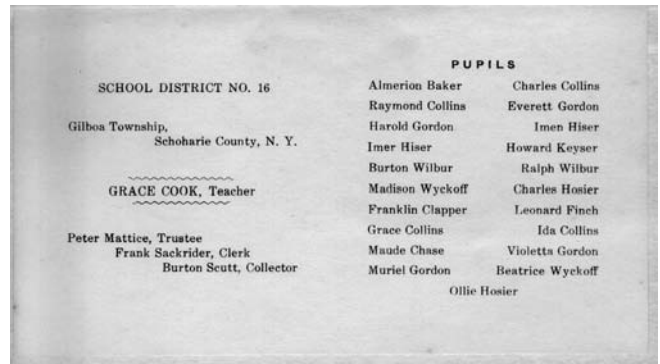 SCHOOL DISTRICT NO. 16
Gilboa Township,
Schoharie County, N. Y.
GRACE COOK, Teacher
Peter Mattice, Trustee
Frank Sackrider, Clerk
Burton Scutt, Collector
PUPILS
Almerion Baker Charles Collins
Raymond Collins Everett Gordon
Harold Gordon Imen Hiser
Imer Hiser Howard Keyser
Burton Wilbur Ralph Wilbur
Madison Wyckoff Charles Hosier
Franklin Clapper Leonard Finch
Grace Collins Ida Collins
Maude Chase Violetta Gordon
Muriel Gordon Beatrice Wyckoff
Ollie Hosier